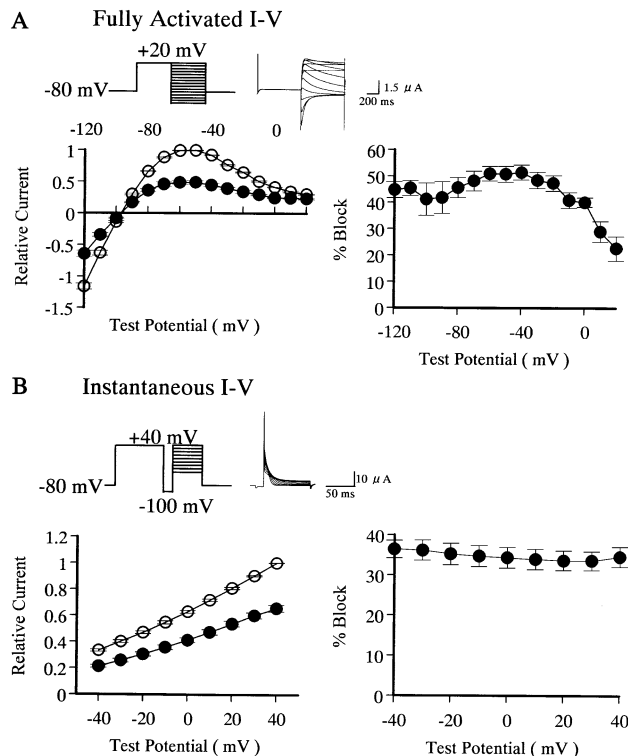 A
Fully Activated I-V
+20 mV
-80 mV
1.5 μA
200 ms
-120 -80 -40 0
1
0.5
0
-0.5
-1
-1.5
Relative Current
Test Potential ( mV )
60
50
40
30
20
10
0
% Block
-120 -80 -40 0
Test Potential ( mV )
B
Instantaneous I-V
+40 mV
-80 mV
-100 mV
10 μA
50 ms
1.2
1
0.8
0.6
0.4
0.2
0
Relative Current
-40 -20 0 20 40
Test Potential ( mV )
40
30
20
10
0
% Block
-40 -20 0 20 40
Test Potential ( mV )